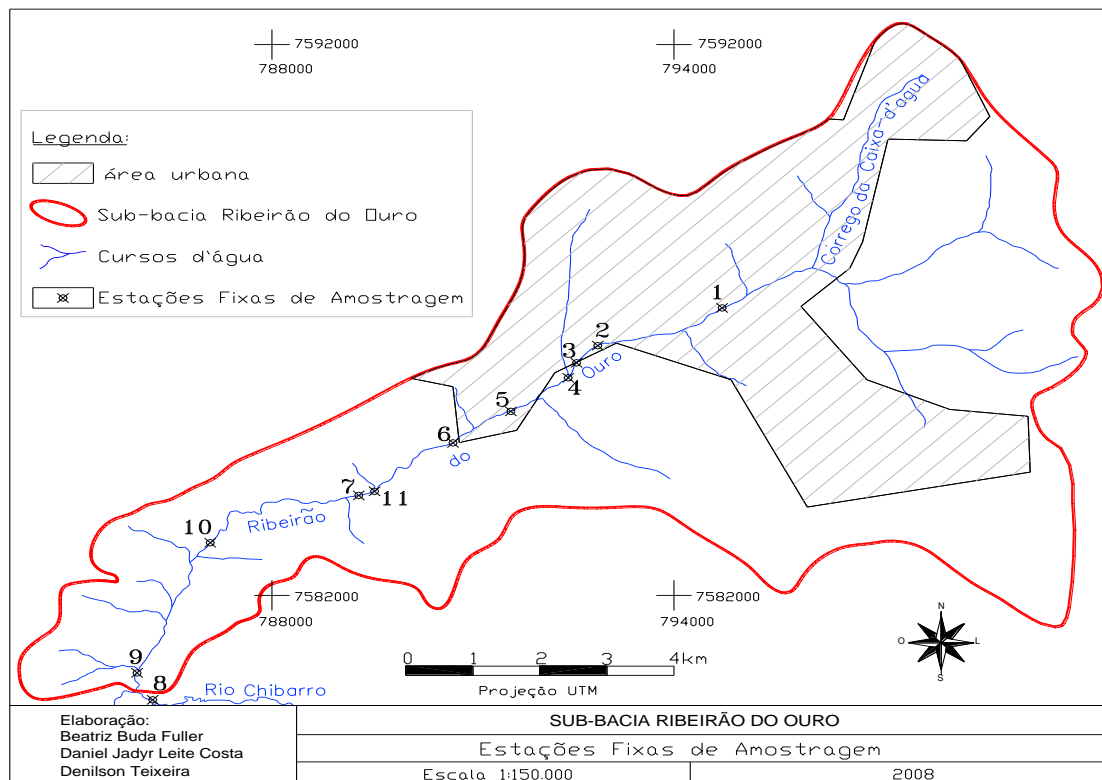 7592000
788000
7592000
794000
Legenda:
área urbana
Sub-bacia Ribeirão do Ouro
Cursos d'água
Estações Fixas de Amostragem
Córrego da Caixa-d'agua
1
2
3
Ouro
4
5
6
do
7
11
Ribeirão
10
7582000
788000
7582000
794000
N
O
L
S
9
8
Rio Chibarro
0 1 2 3 4km
Projeção UTM
Elaboração:
Beatriz Buda Fuller
Daniel Jadyr Leite Costa
Denilson Teixeira
SUB-BACIA RIBEIRÃO DO OURO
Estações Fixas de Amostragem
Escala 1:150.000
2008